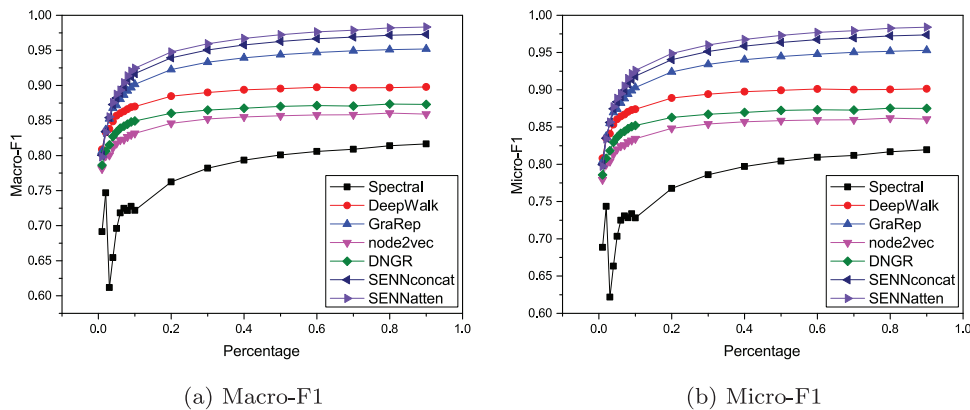 Macro-F1
1.00
0.95
0.90
0.85
0.80
0.75
0.70
0.65
0.60
0.0 0.2 0.4 0.6 0.8 1.0
Percentage
Spectral
DeepWalk
GraRep
node2vec
DNGR
SENNconcat
SENNatten
(a) Macro-F1
Micro-F1
1.00
0.95
0.90
0.85
0.80
0.75
0.70
0.65
0.60
0.0 0.2 0.4 0.6 0.8 1.0
Percentage
Spectral
DeepWalk
GraRep
node2vec
DNGR
SENNconcat
SENNatten
(b) Micro-F1